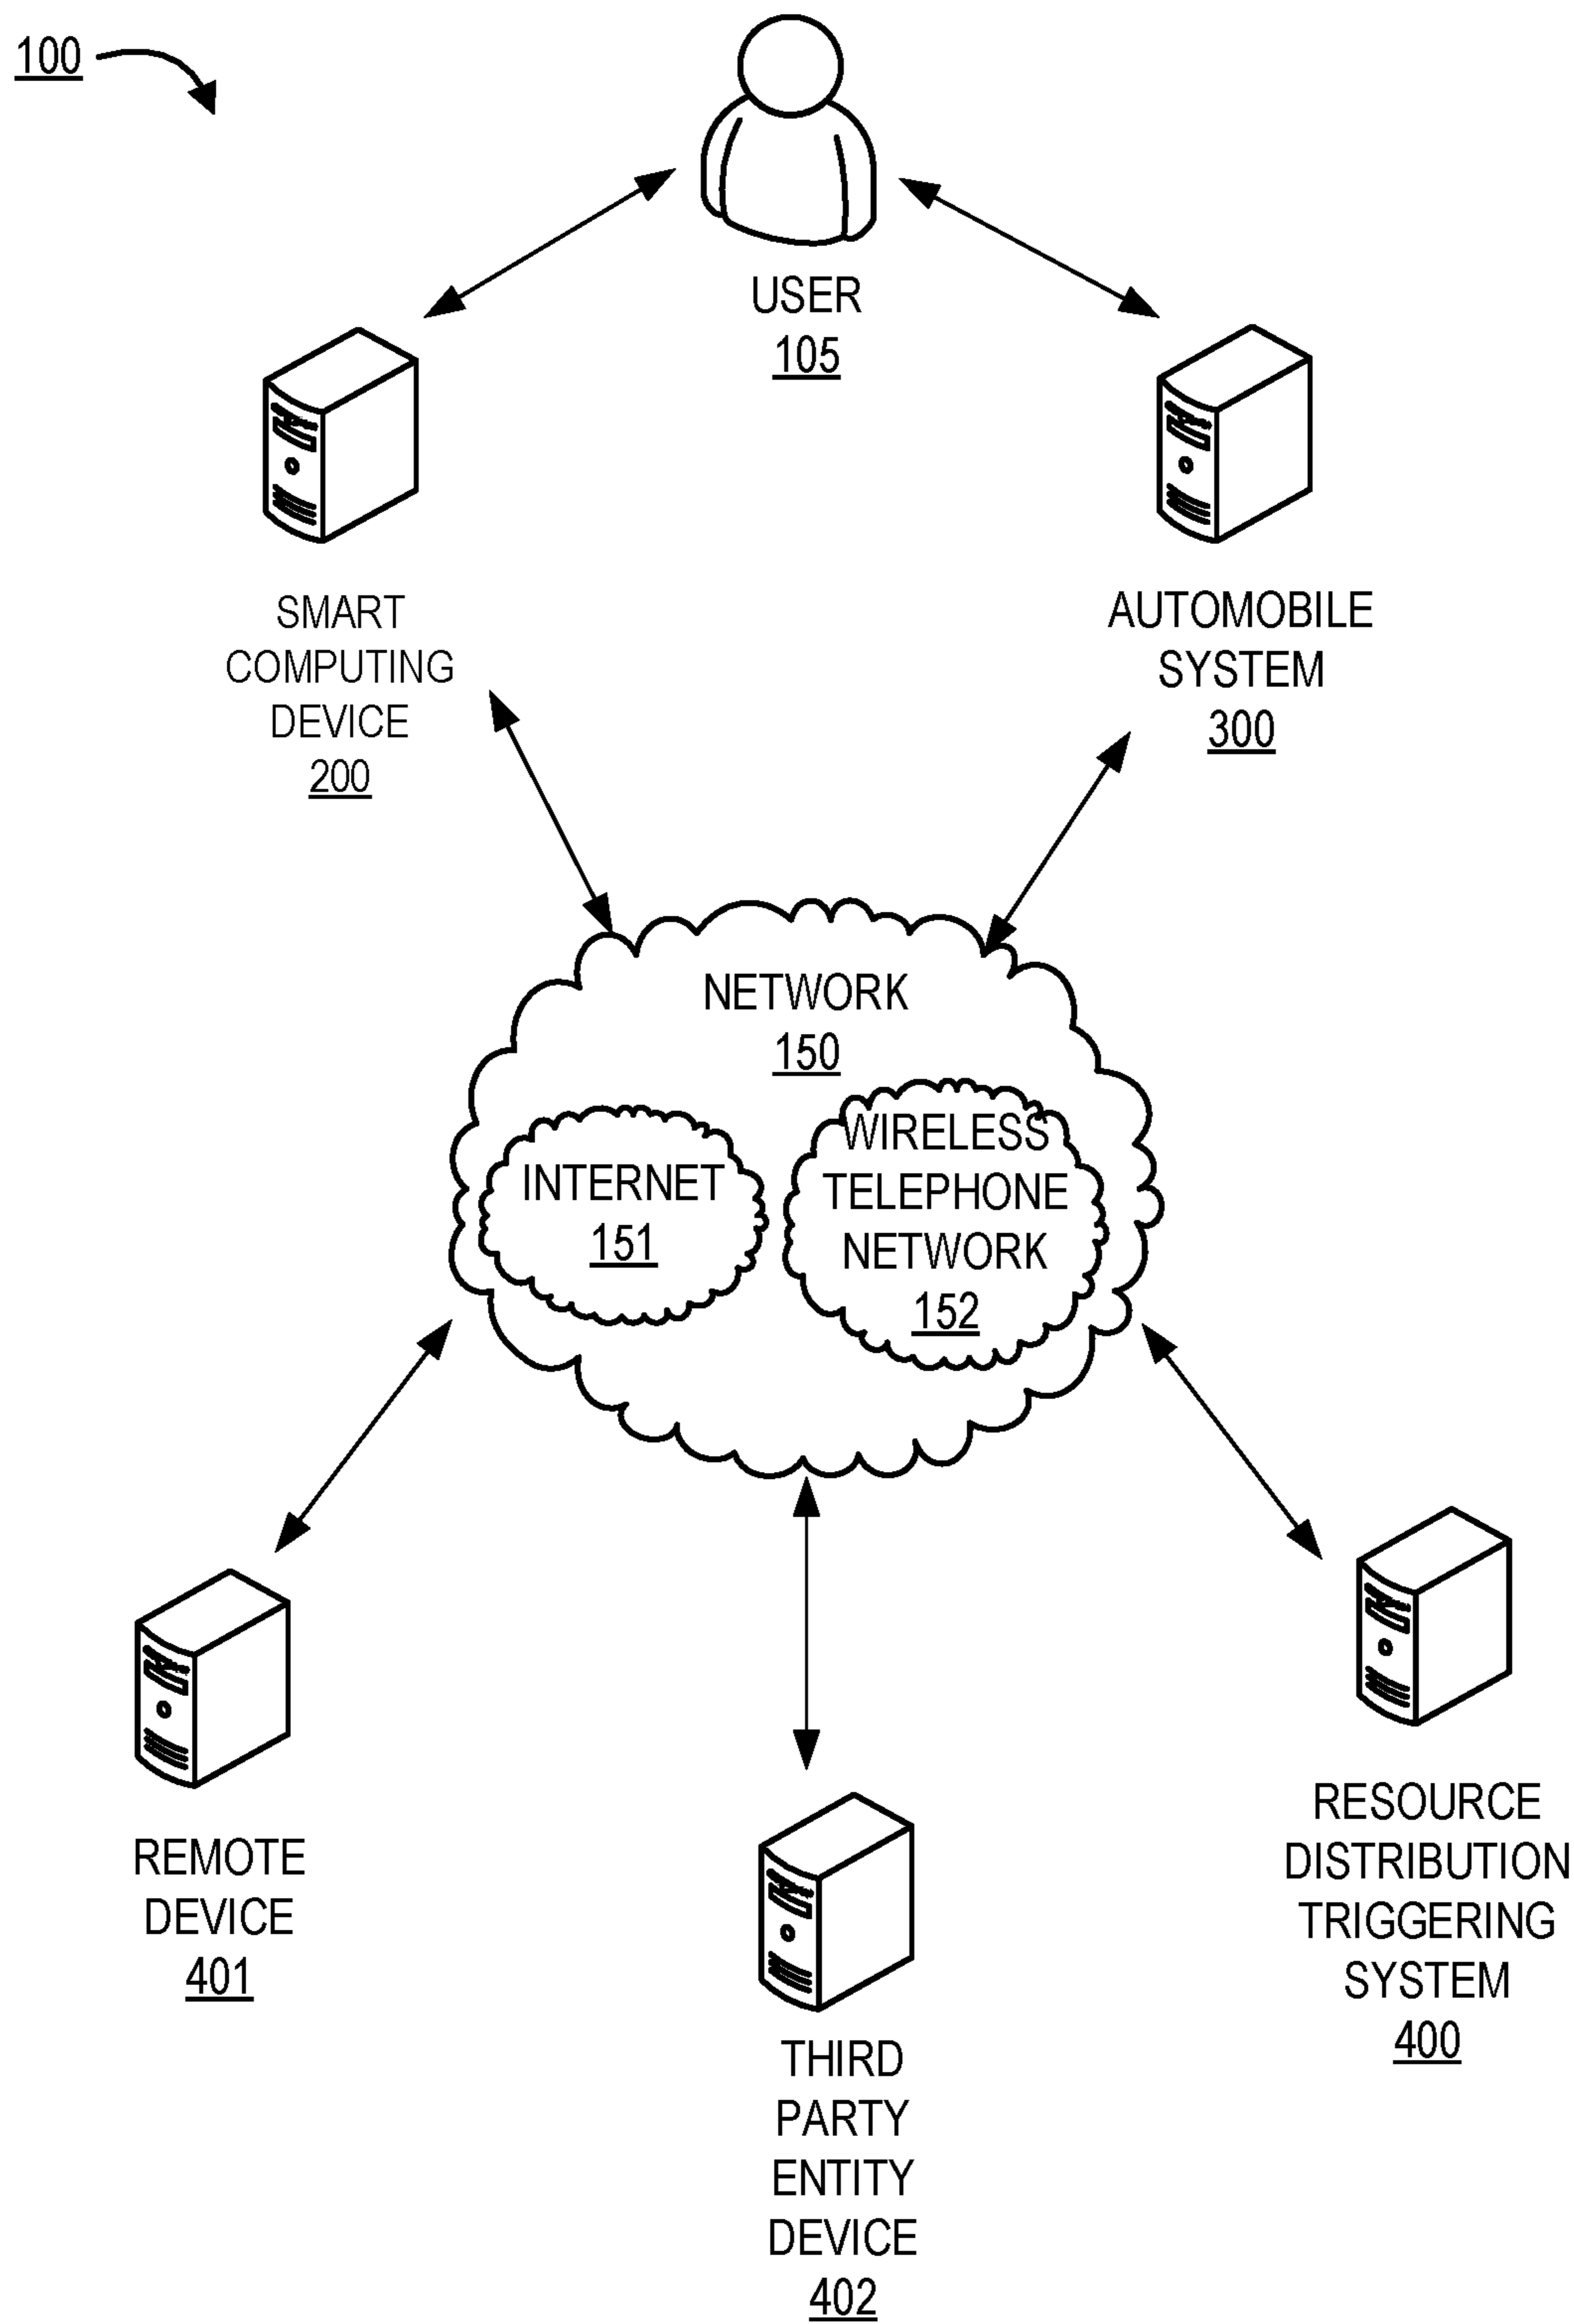 100
USER
105
SMART
COMPUTING
DEVICE
200
AUTOMOBILE
SYSTEM
300
NETWORK
150
INTERNET
151
WIRELESS
TELEPHONE
NETWORK
152
REMOTE
DEVICE
401
THIRD
PARTY
ENTITY
DEVICE
402
RESOURCE
DISTRIBUTION
TRIGGERING
SYSTEM
400